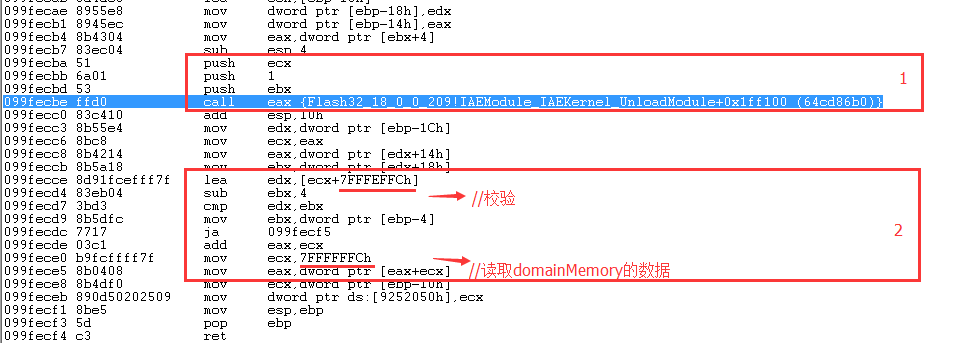 099fecae 8955e8 mov dword ptr [ebp-18h],edx
099fecb1 8945ec mov dword ptr [ebp-14h],eax
099fecb4 8b4304 mov eax,dword ptr [ebx+4]
099fecb7 83ec04 sub esp,4
099fecba 51 push ecx
099fecbb 6a01 push 1
1
099fecbd 53 push ebx
099fecbe ffd0 call eax {Flash32_18_0_0_209!IAEModule_IAEKernel_UnloadModule+0x1ff100 (64cd86b0)}
099fecc0 83c410 add esp,10h
099fecc3 8b55e4 mov edx,dword ptr [ebp-1Ch]
099fecc6 8bc8 mov ecx,eax
099fecc8 8b4214 mov eax,dword ptr [edx+14h]
099feccb 8b5a18 mov ebx,dword ptr [edx+18h]
099fecce 8d91fcefff7f lea edx,[ecx+7FFFEFFCh]
099fecd4 83eb04 sub ebx,4
//校验
099fecd7 3bd3 cmp edx,ebx
099fecd9 8b5dfc mov ebx,dword ptr [ebp-4]
2
099fecdc 7717 ja 099fecf5
099fecde 03c1 add eax,ecx
099fece0 b9fcffff7f mov ecx,7FFFFFFCh
//读取domainMemory的数据
099fece5 8b0408 mov eax,dword ptr [eax+ecx]
099fece8 8b4df0 mov ecx,dword ptr [ebp-10h]
099feceb 890d50202509 mov dword ptr ds:[9252050h],ecx
099fecf1 8be5 mov esp,ebp
099fecf3 5d pop ebp
099fecf4 c3 ret